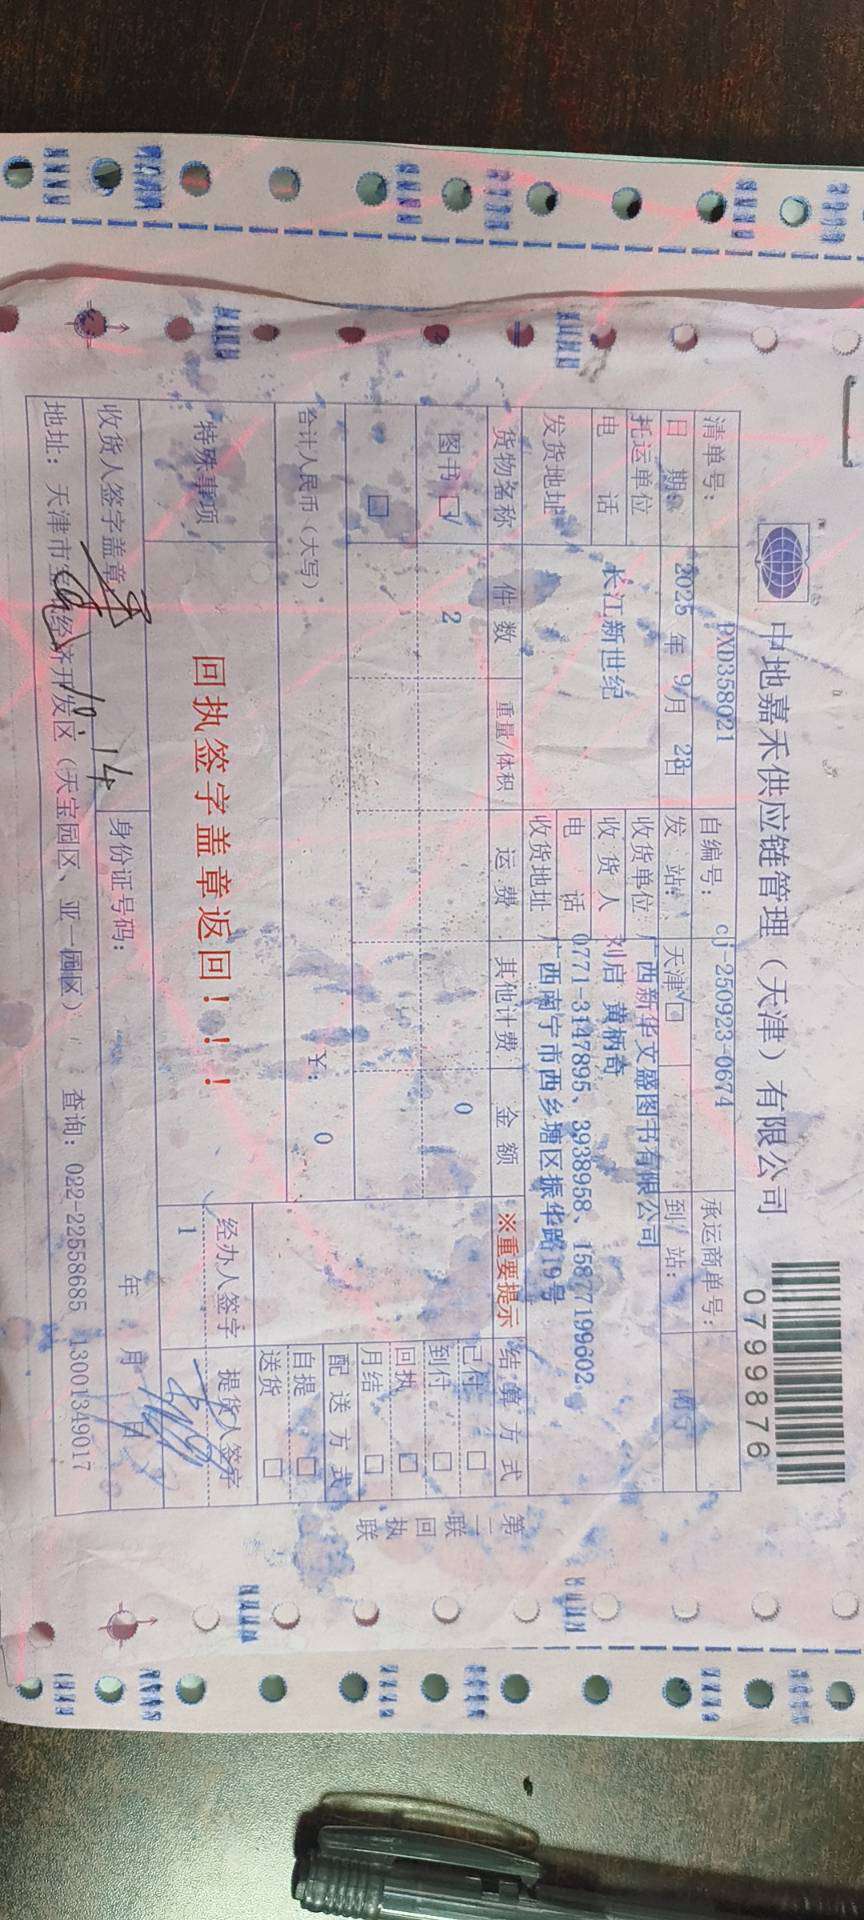 中地嘉禾供应链管理（天津）有限公司
0799876
清单号： PXD358021 自编号： cj-250923-0674 承运商单号：
日 期： 2025 年 9月 23日 发 站： 天津 到 站： 南宁
托运单位 长江新世纪 收货单位 广西新华文盛图书有限公司
收 货 人 刘启 黄柄奇
电 话 电 话 0771-3147895、3938958、15877199602
发货地址 收货地址 广西南宁市西乡塘区振华路19号
货物名称 件 数 重量/体积 运 费 其他计费 金 额 ※重要提示 结 算 方 式
图书 ☑ 2 0 已付 □
到付 □
□ 回执 □
月结 □
合计人民币（大写） ￥： 0 配 送 方 式
自提 □
送货 □
特殊事项 回执签字盖章返回！！！ 经办人签字 提货人签字
1
收货人签字盖章 10.14 身份证号码： 年 月 日
地址：天津市宝坻经济开发区（天宝园区、亚一园区） 查询：022-22558685 13001349017
第二联 回执联